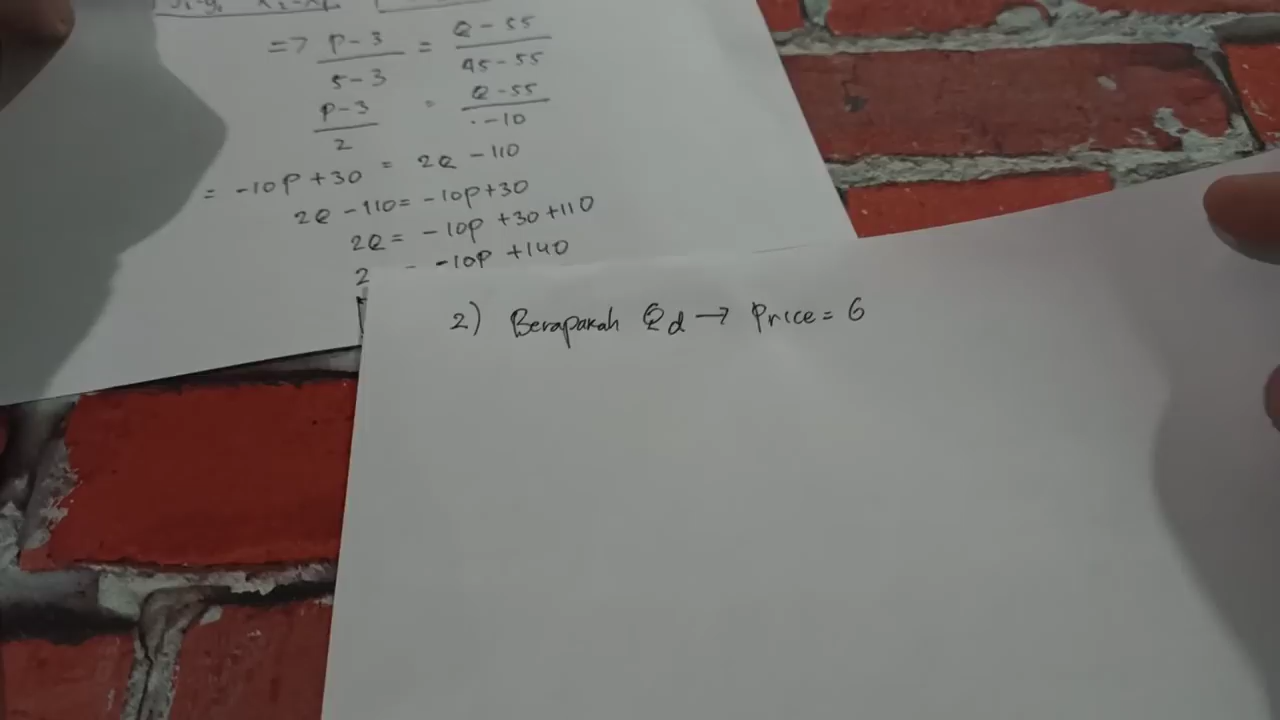 => P-3 / 5-3 = Q-55 / 45-55
P-3 / 2 = Q-55 / -10
= -10P +30 = 2Q -110
2Q -110 = -10P+30
2Q = -10P +30 +110
2 - -10P +140
2) Berapakah Qd → Price = 6